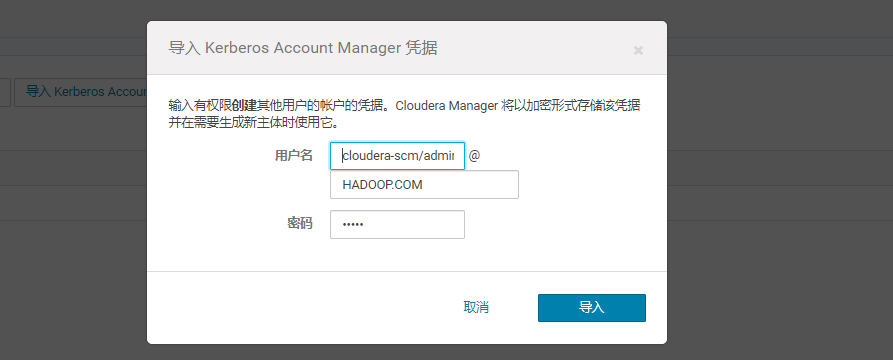 导入 Kerberos Account Manager 凭据
×
导入 Kerberos Accou
输入有权限创建其他用户的帐户的凭据。Cloudera Manager 将以加密形式存储该凭据
并在需要生成新主体时使用它。
用户名 cloudera-scm/admin @
HADOOP.COM
密码 •••••
取消 导入